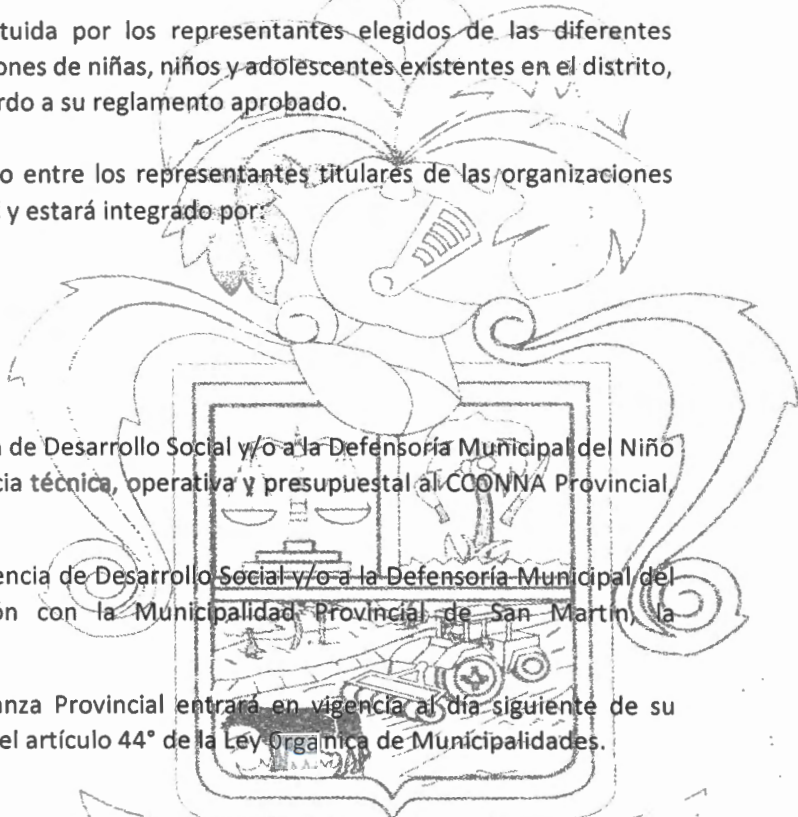 tuida por los representantes elegidos de las diferentes
ones de niñas, niños y adolescentes existentes en el distrito,
rdo a su reglamento aprobado.
o entre los representantes titulares de las organizaciones
y estará integrado por:
de Desarrollo Social y/o a la Defensoría Municipal del Niño
cia técnica, operativa y presupuestal al CCONNA Provincial,
encia de Desarrollo Social y/o a la Defensoría Municipal del
ón con la Municipalidad Provincial de San Martín, la
anza Provincial entrará en vigencia al día siguiente de su
el artículo 44° de la Ley Orgánica de Municipalidades.